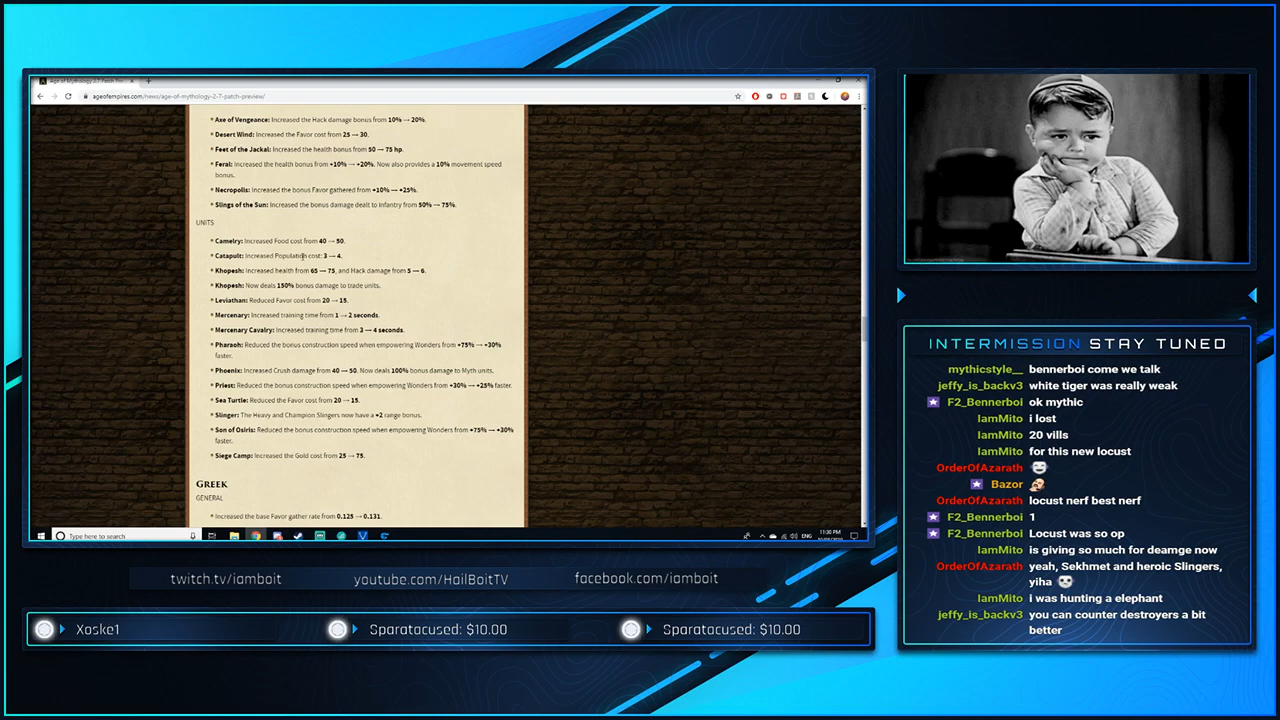 ageofempires.com/news/age-of-mythology-2-7-patch-preview/
Axe of Vengeance: Increased the Hack damage bonus from 10% → 20%.
Desert Wind: Increased the Favor cost from 25 → 30.
Feet of the Jackal: Increased the health bonus from 50 → 75 hp.
Feral: Increased the health bonus from +10% → +20%. Now also provides a 10% movement speed
bonus.
Necropolis: Increased the bonus Favor gathered from +10% → +25%.
Slings of the Sun: Increased the bonus damage dealt to infantry from 50% → 75%.
UNITS
Camelry: Increased Food cost from 40 → 50.
Catapult: Increased Population cost: 3 → 4.
Khopesh: Increased health from 65 → 75, and Hack damage from 5 → 6.
Khopesh: Now deals 150% bonus damage to trade units.
Leviathan: Reduced Favor cost from 20 → 15.
Mercenary: Increased training time from 1 → 2 seconds.
Mercenary Cavalry: Increased training time from 3 → 4 seconds.
Pharaoh: Reduced the bonus construction speed when empowering Wonders from +75% → +30%
faster.
Phoenix: Increased Crush damage from 40 → 50. Now deals 100% bonus damage to Myth units.
Priest: Reduced the bonus construction speed when empowering Wonders from +30% → +25% faster.
Sea Turtle: Reduced the Favor cost from 20 → 15.
Slinger: The Heavy and Champion Slingers now have a +2 range bonus.
Son of Osiris: Reduced the bonus construction speed when empowering Wonders from +75% → +30%
faster.
Siege Camp: Increased the Gold cost from 25 → 75.
GREEK
GENERAL
Increased the base Favor gather rate from 0.125 → 0.131.
Type here to search
ENG
11:30 PM
INTERMISSION STAY TUNED
mythicstyle__ bennerboi come we talk
jeffy_is_backv3 white tiger was really weak
F2_Bennerboi ok mythic
IamMito i lost
IamMito 20 vills
IamMito for this new locust
OrderOfAzarath
Bazor
OrderOfAzarath locust nerf best nerf
F2_Bennerboi 1
F2_Bennerboi Locust was so op
IamMito is giving so much for deamge now
OrderOfAzarath yeah, Sekhmet and heroic Slingers,
yiha
IamMito i was hunting a elephant
jeffy_is_backv3 you can counter destroyers a bit
better
twitch.tv/iamboit youtube.com/HailBoitTV facebook.com/iamboit
Xaske1 Sparatacused: $10.00 Sparatacused: $10.00